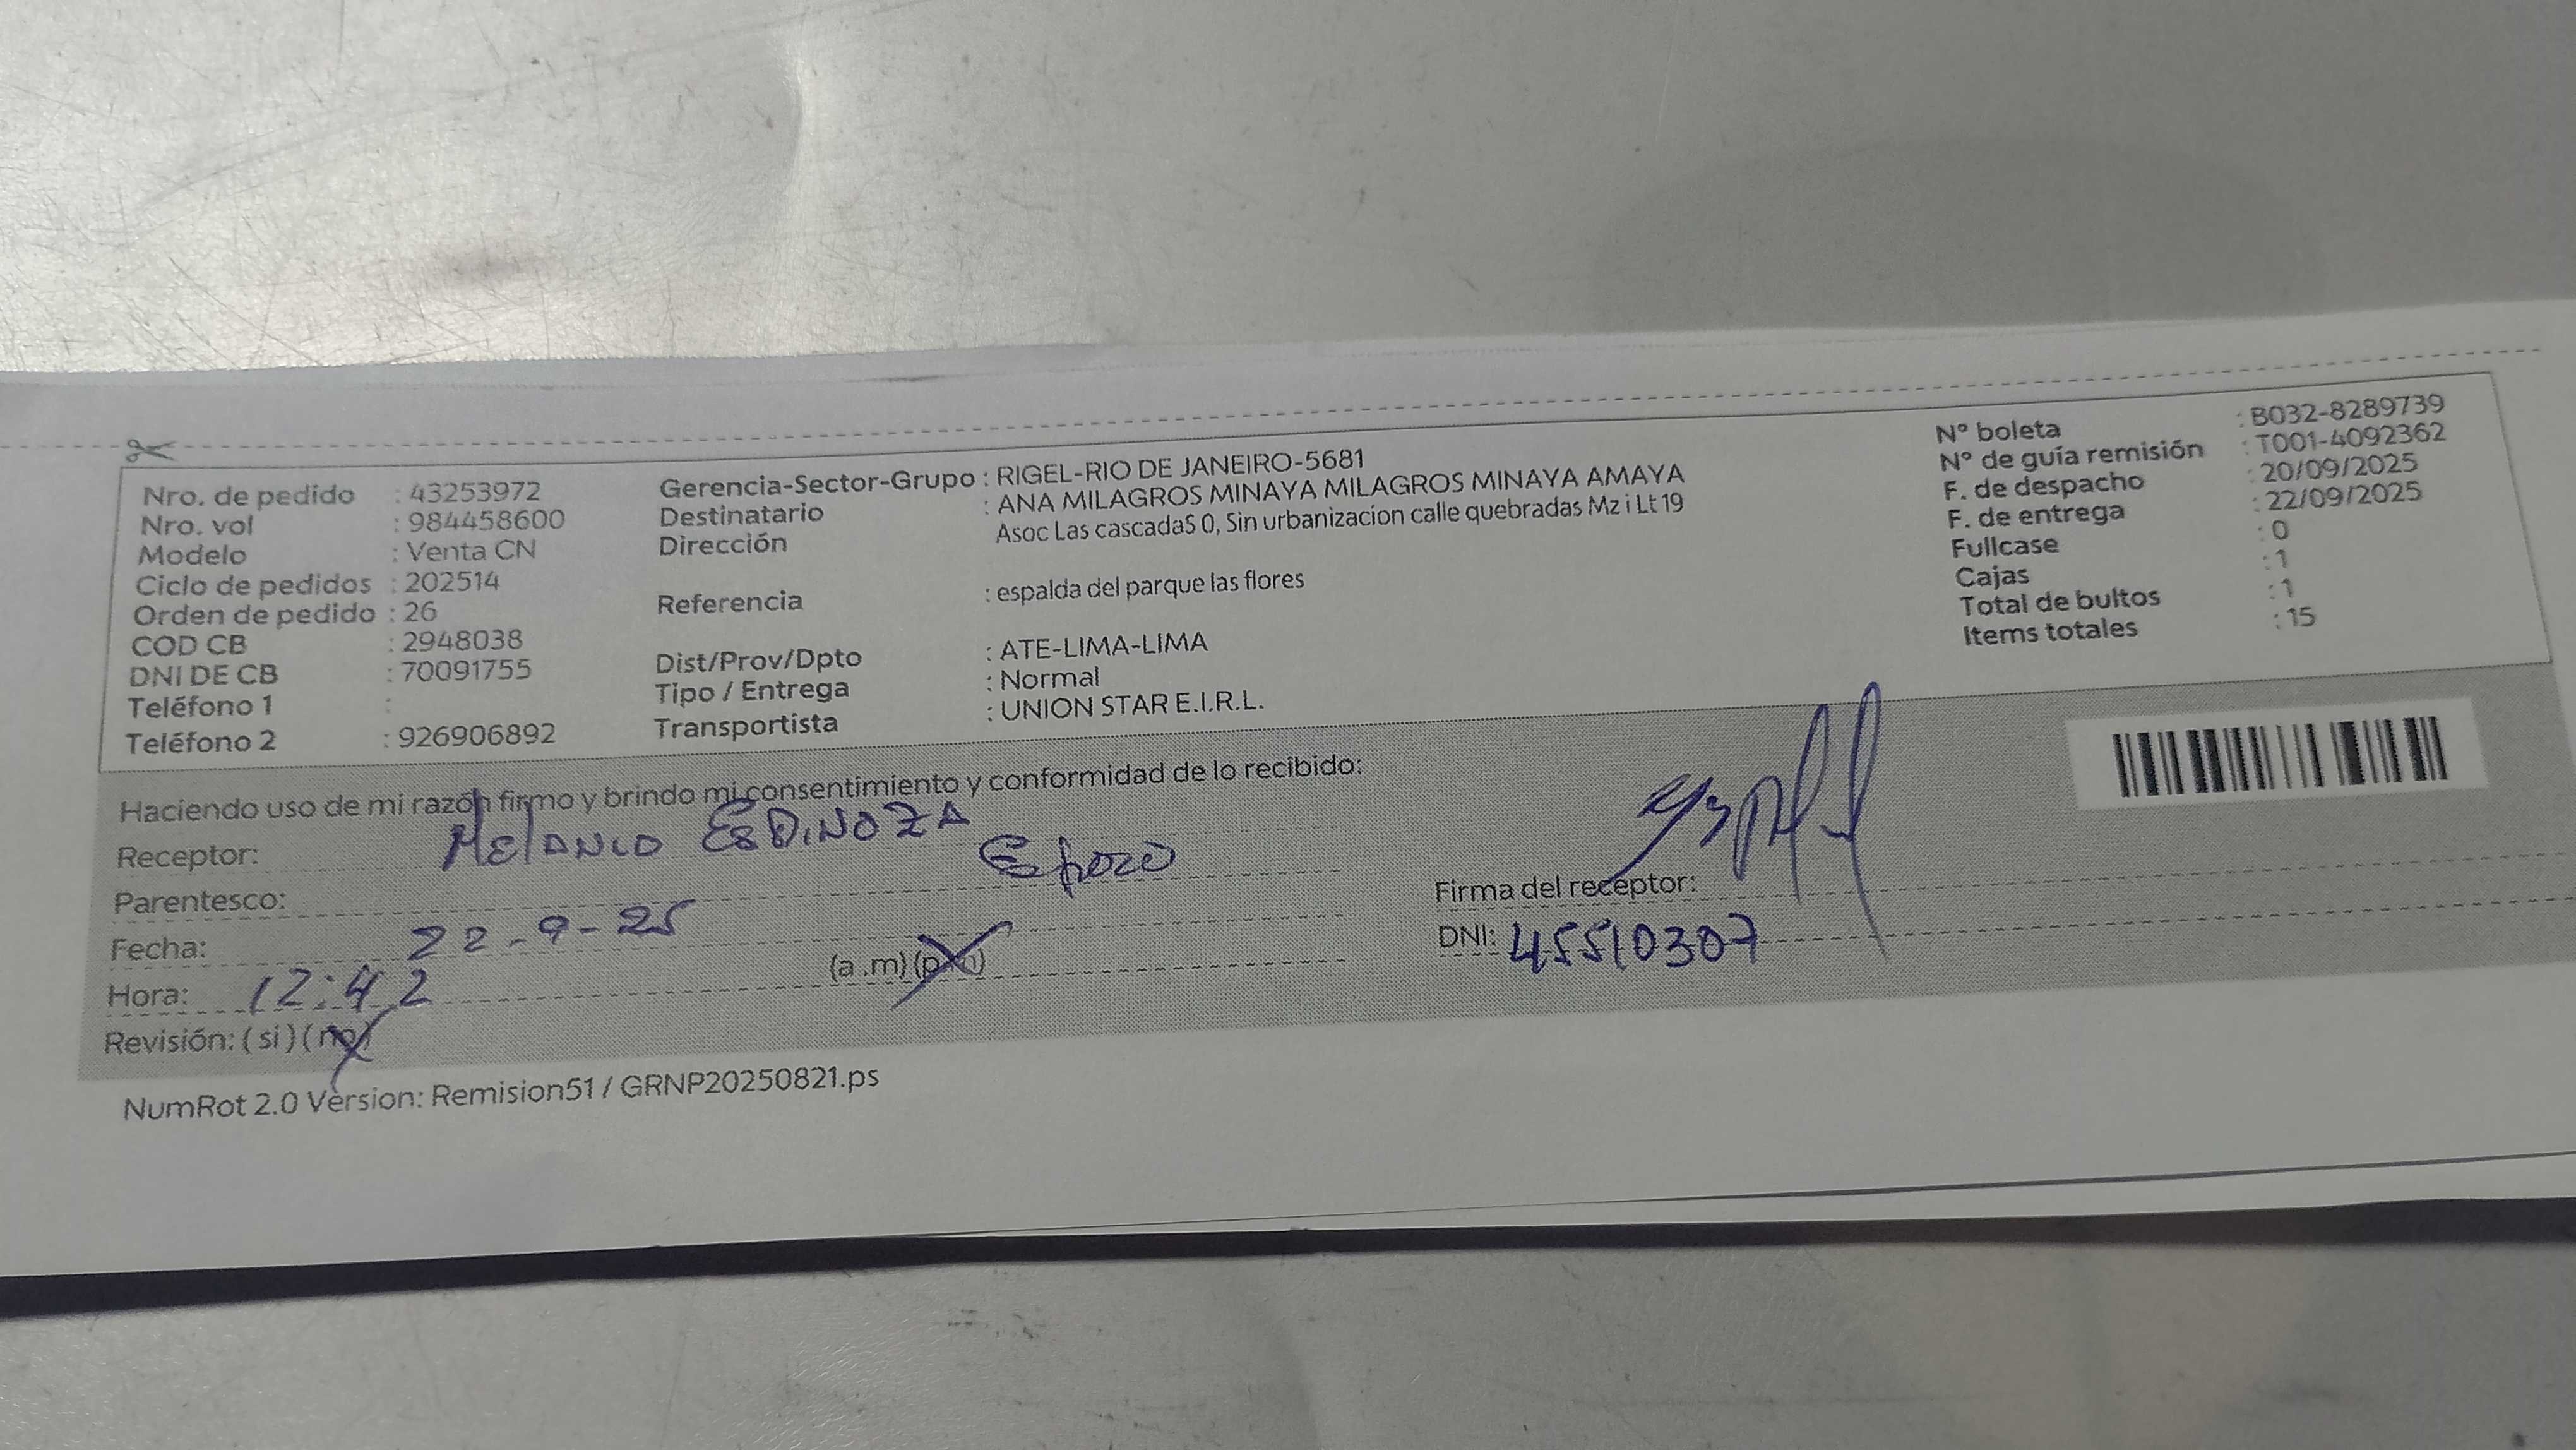 Nro. de pedido : 43253972
Nro. vol : 984458600
Modelo : Venta CN
Ciclo de pedidos : 202514
Orden de pedido : 26
COD CB : 2948038
DNI DE CB : 70091755
Teléfono 1 :
Teléfono 2 : 926906892
Gerencia-Sector-Grupo : RIGEL-RIO DE JANEIRO-5681
Destinatario : ANA MILAGROS MINAYA MILAGROS MINAYA AMAYA
Dirección Asoc Las cascadaS 0, Sin urbanizacion calle quebradas Mz i Lt 19
Referencia : espalda del parque las flores
Dist/Prov/Dpto : ATE-LIMA-LIMA
Tipo / Entrega : Normal
Transportista : UNION STAR E.I.R.L.
N° boleta : B032-8289739
N° de guía remisión : T001-4092362
F. de despacho : 20/09/2025
F. de entrega : 22/09/2025
Fullcase : 0
Cajas : 1
Total de bultos : 1
Items totales : 15
Haciendo uso de mi razón firmo y brindo mi consentimiento y conformidad de lo recibido:
Receptor: ESPINOZA
Parentesco: Esposo
Fecha: 22-9-25
Hora: 12:42 (a.m) (p.m)
Revisión: (si) (no)
Firma del receptor:
DNI: 45510307
NumRot 2.0 Version: Remision51 / GRNP20250821.ps